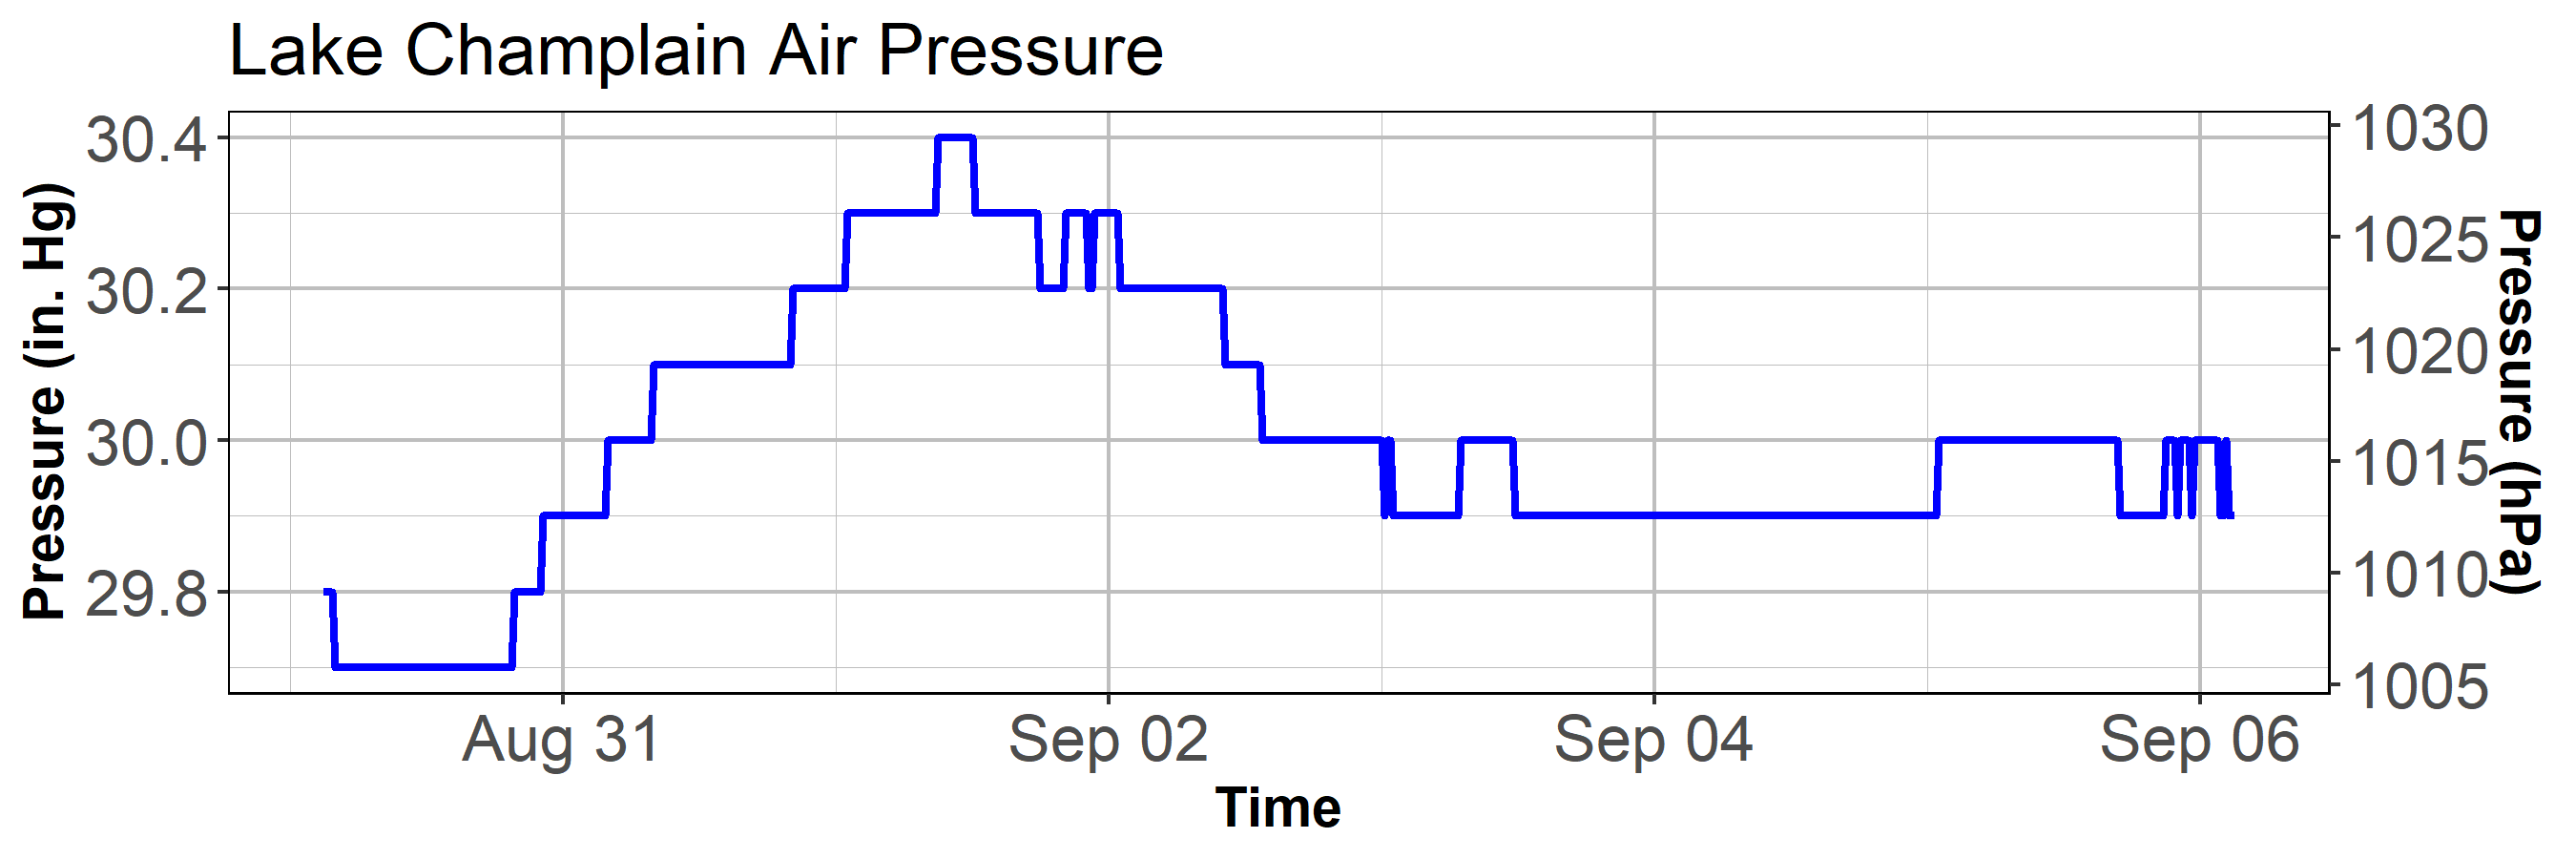 Lake Champlain Air Pressure
Pressure (in. Hg)
30.4
30.2
30.0
29.8
1030
1025
1020
1015
1010
1005
Pressure (hPa)
Aug 31
Sep 02
Sep 04
Sep 06
Time